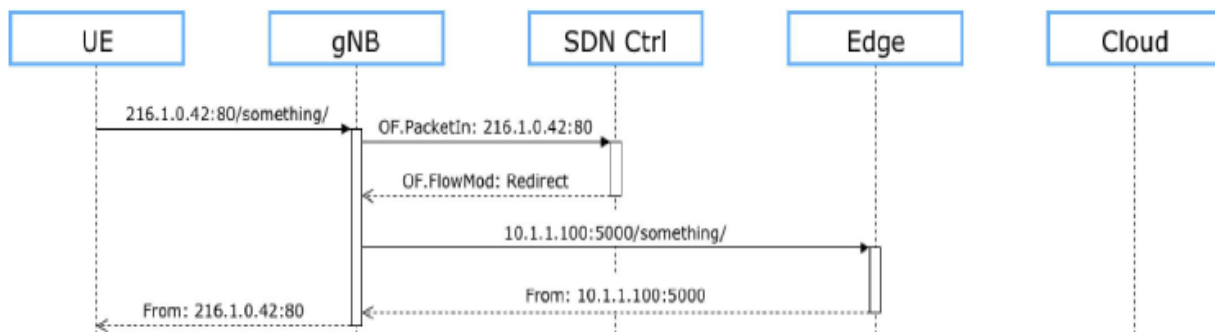 UE gNB SDN Ctrl Edge Cloud
216.1.0.42:80/something/
OF.PacketIn: 216.1.0.42:80
OF.FlowMod: Redirect
10.1.1.100:5000/something/
From: 10.1.1.100:5000
From: 216.1.0.42:80